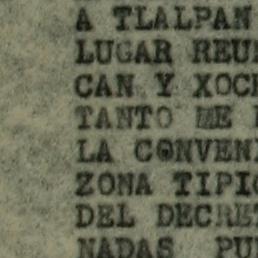 A TLALPAN
LUGAR REU
CAN Y XOC
TANTO ME
LA CONVEN
ZONA TIPI
DEL DECRE
NADAS PU